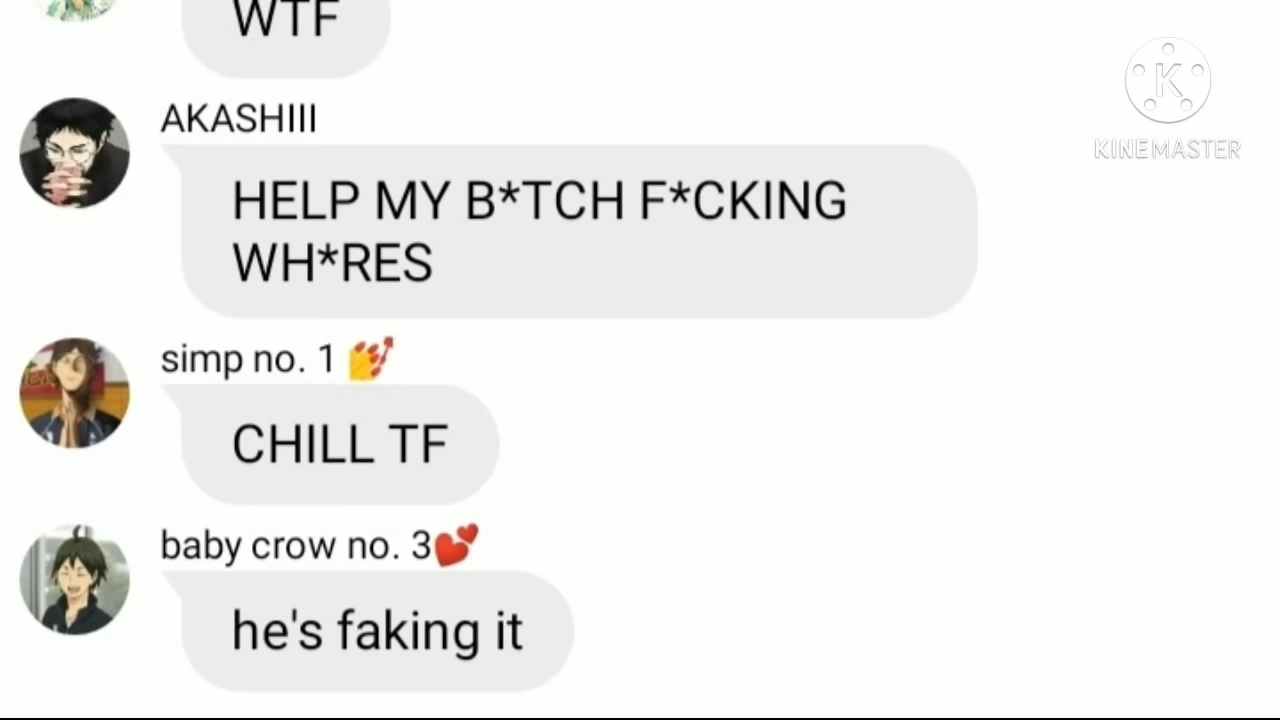 WTF
AKASHIII
HELP MY B*TCH F*CKING
WH*RES
simp no. 1 💅
CHILL TF
baby crow no. 3💕
he's faking it
K
KINEMASTER